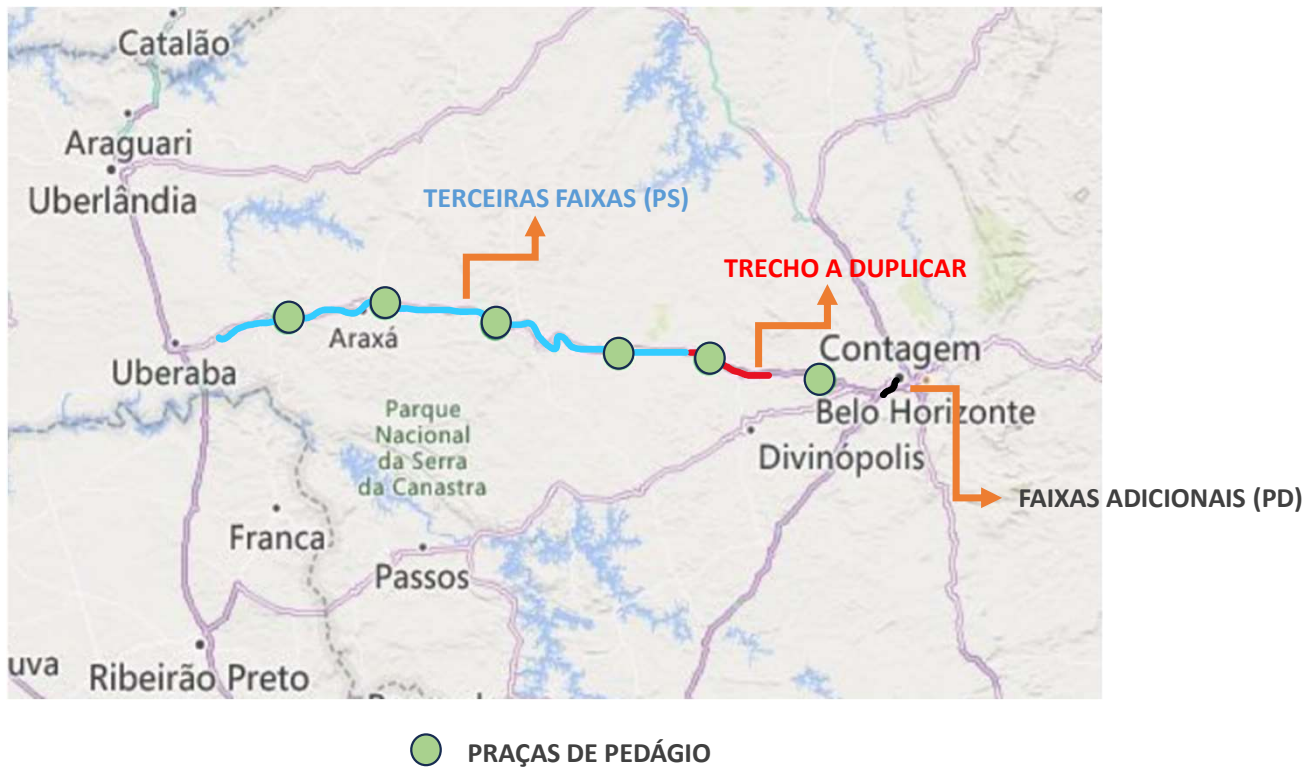 Catalão
Araguari
Uberlândia
TERCEIRAS FAIXAS (PS)
TRECHO A DUPLICAR
Araxá
Contagem
Uberaba
Belo Horizonte
Parque
Nacional
da Serra
da Canastra
Divinópolis
FAIXAS ADICIONAIS (PD)
Franca
Passos
uva
Ribeirão Preto
PRAÇAS DE PEDÁGIO